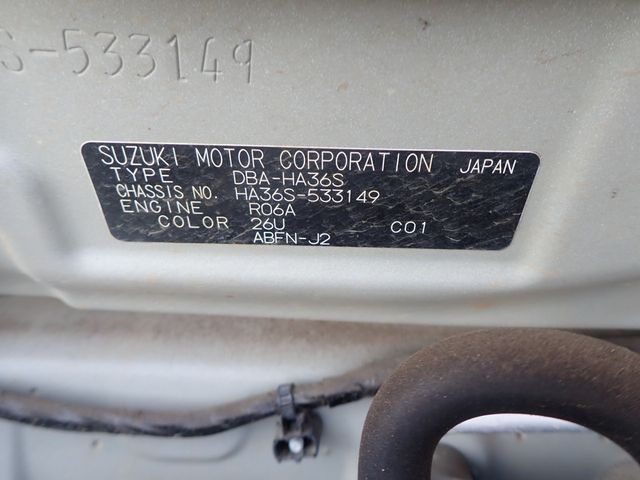 S-533149
SUZUKI MOTOR CORPORATION JAPAN
TYPE DBA-HA36S
CHASSIS NO. HA36S-533149
ENGINE R06A
COLOR 26U C01
ABFN-J2